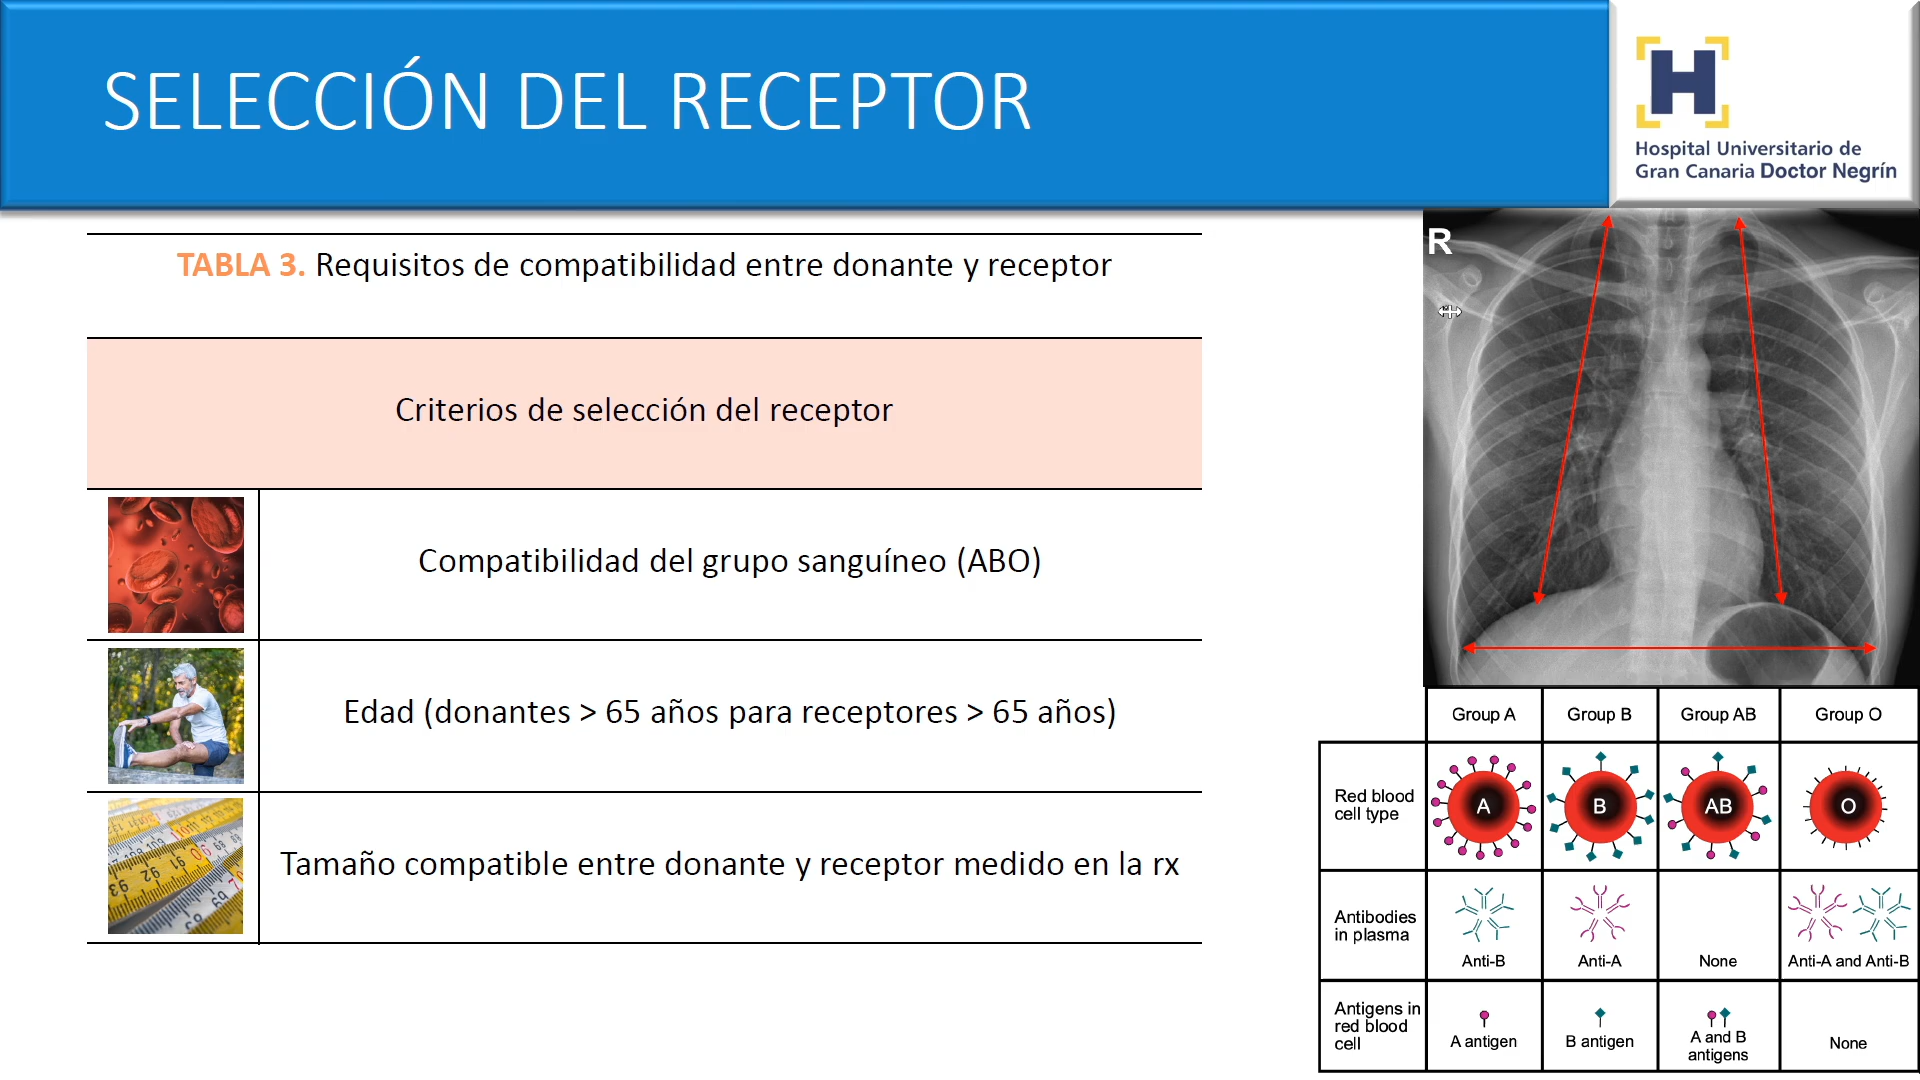 SELECCIÓN DEL RECEPTOR
Hospital Universitario de
Gran Canaria Doctor Negrín
TABLA 3. Requisitos de compatibilidad entre donante y receptor
Criterios de selección del receptor
Compatibilidad del grupo sanguíneo (ABO)
Edad (donantes > 65 años para receptores > 65 años)
Tamaño compatible entre donante y receptor medido en la rx
R
Group A Group B Group AB Group O
Red blood
cell type
A B AB O
Antibodies
in plasma
Anti-B Anti-A None Anti-A and Anti-B
Antigens in
red blood
cell
A antigen B antigen A and B
antigens
None